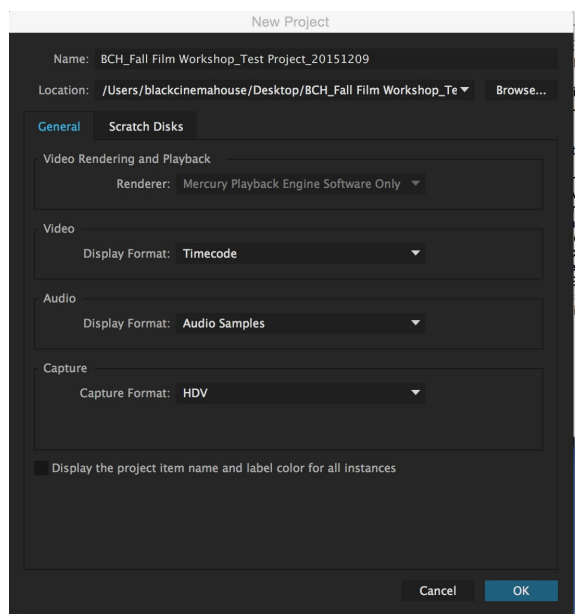 New Project
Name: BCH_Fall Film Workshop_Test Project_20151209
Location: /Users/blackcinemahouse/Desktop/BCH_Fall Film Workshop_Te Browse...
General Scratch Disks
Video Rendering and Playback
Renderer: Mercury Playback Engine Software Only
Video
Display Format: Timecode
Audio
Display Format: Audio Samples
Capture
Capture Format: HDV
Display the project item name and label color for all instances
Cancel OK